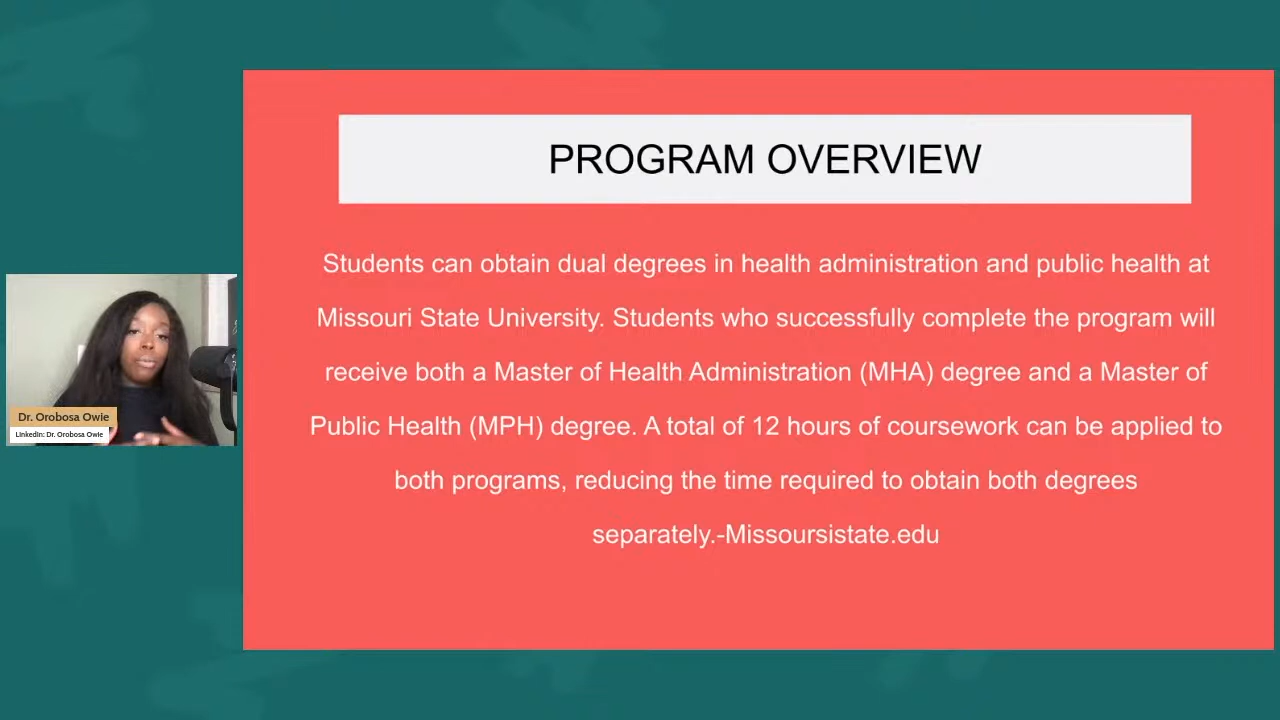 PROGRAM OVERVIEW
Students can obtain dual degrees in health administration and public health at
Missouri State University. Students who successfully complete the program will
receive both a Master of Health Administration (MHA) degree and a Master of
Public Health (MPH) degree. A total of 12 hours of coursework can be applied to
both programs, reducing the time required to obtain both degrees
separately.-Missoursistate.edu
Dr. Orobosa Owie
LinkedIn: Dr. Orobosa Owie